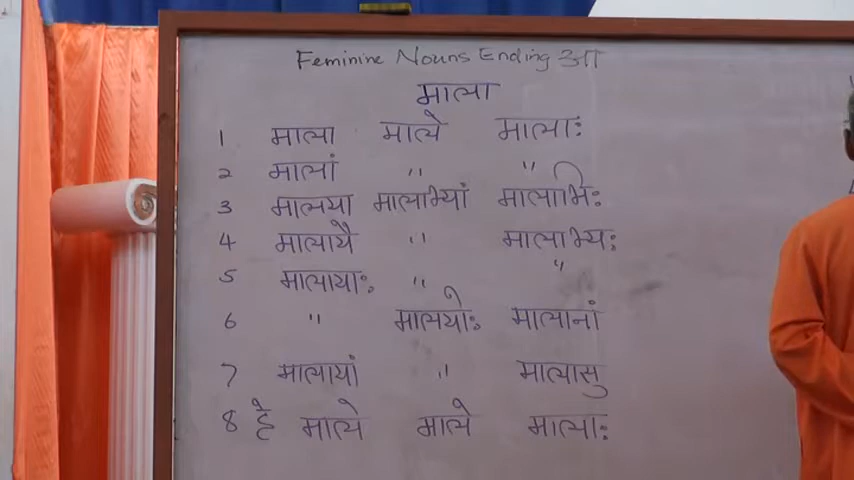 Feminine Nouns Ending आ
माला
1 माला माले मालाः
2 मालां " "
3 मालया मालाभ्यां मालाभिः
4 मालायै " मालाभ्यः
5 मालायाः " "
6 " मालयोः मालानां
7 मालायां " मालासु
8 हे माले माले मालाः